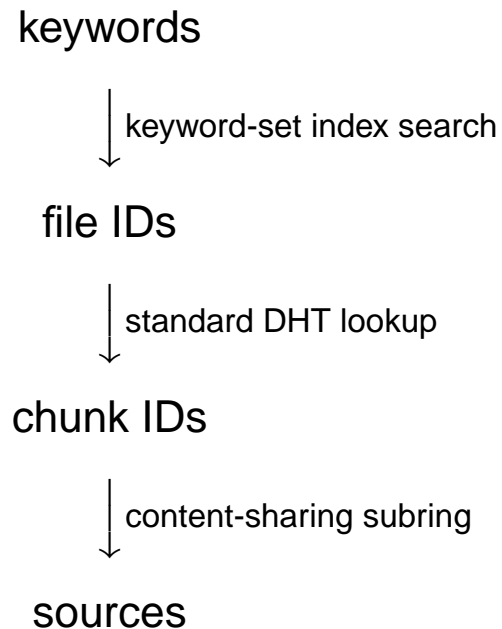 keywords
keyword-set index search
file IDs
standard DHT lookup
chunk IDs
content-sharing subring
sources